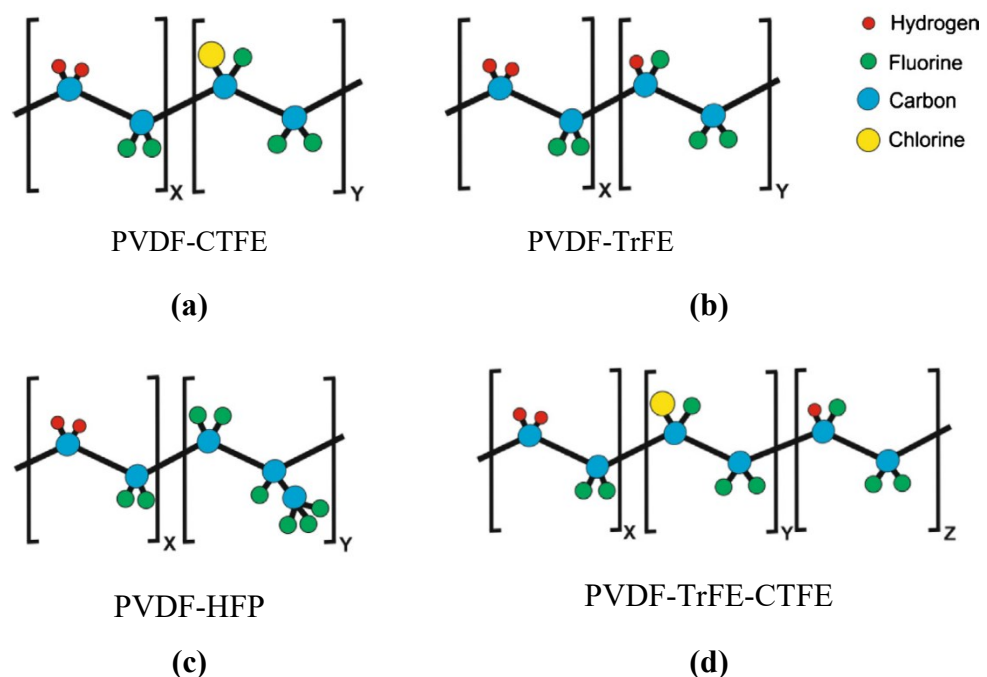 Hydrogen
Fluorine
Carbon
Chlorine
X
Y
X
Y
PVDF-CTFE
PVDF-TrFE
(a)
(b)
X
Y
X
Y
Z
PVDF-HFP
PVDF-TrFE-CTFE
(c)
(d)